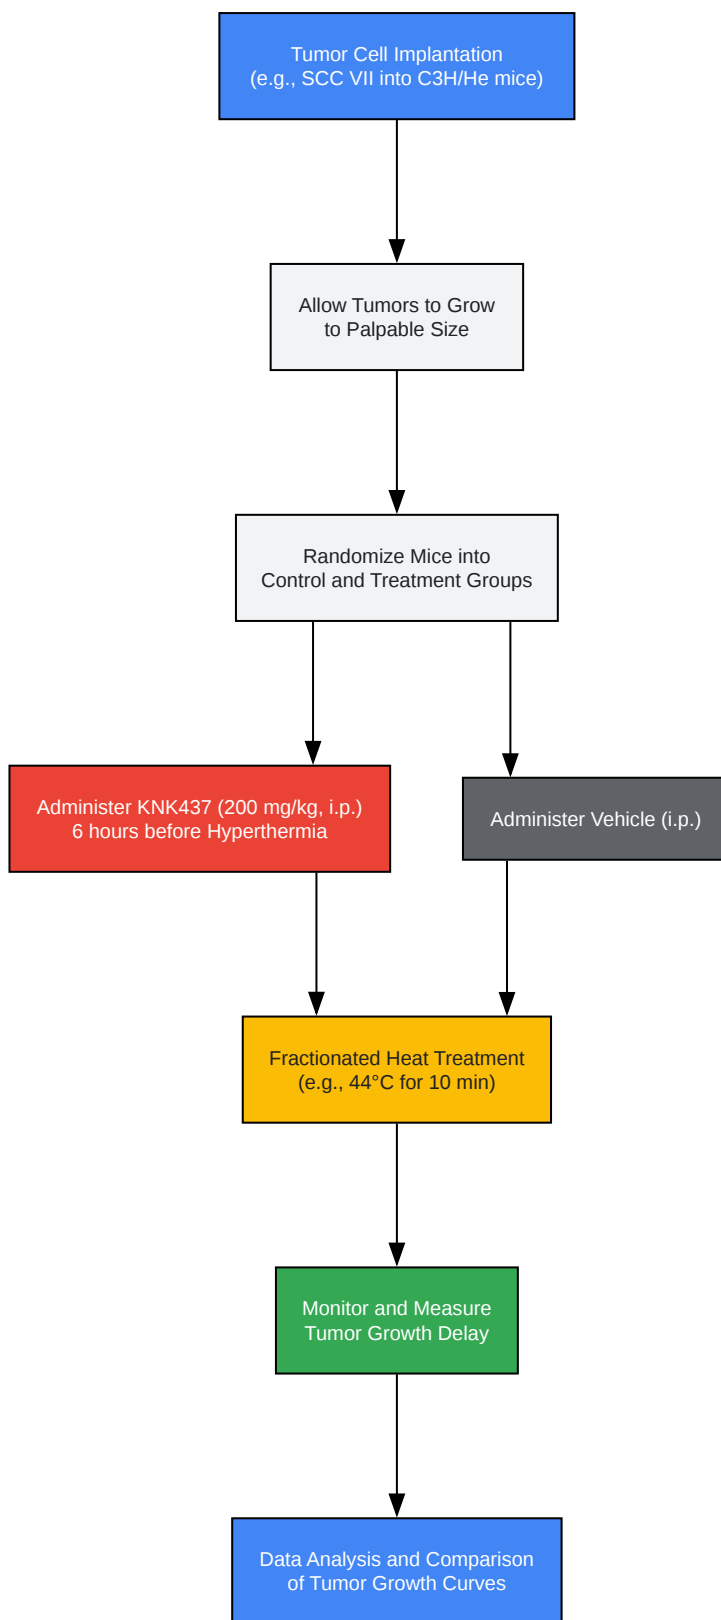 Tumor Cell Implantation
(e.g., SCC VII into C3H/He mice)
Allow Tumors to Grow
to Palpable Size
Randomize Mice into
Control and Treatment Groups
Administer KNK437 (200 mg/kg, i.p.)
6 hours before Hyperthermia
Administer Vehicle (i.p.)
Fractionated Heat Treatment
(e.g., 44°C for 10 min)
Monitor and Measure
Tumor Growth Delay
Data Analysis and Comparison
of Tumor Growth Curves